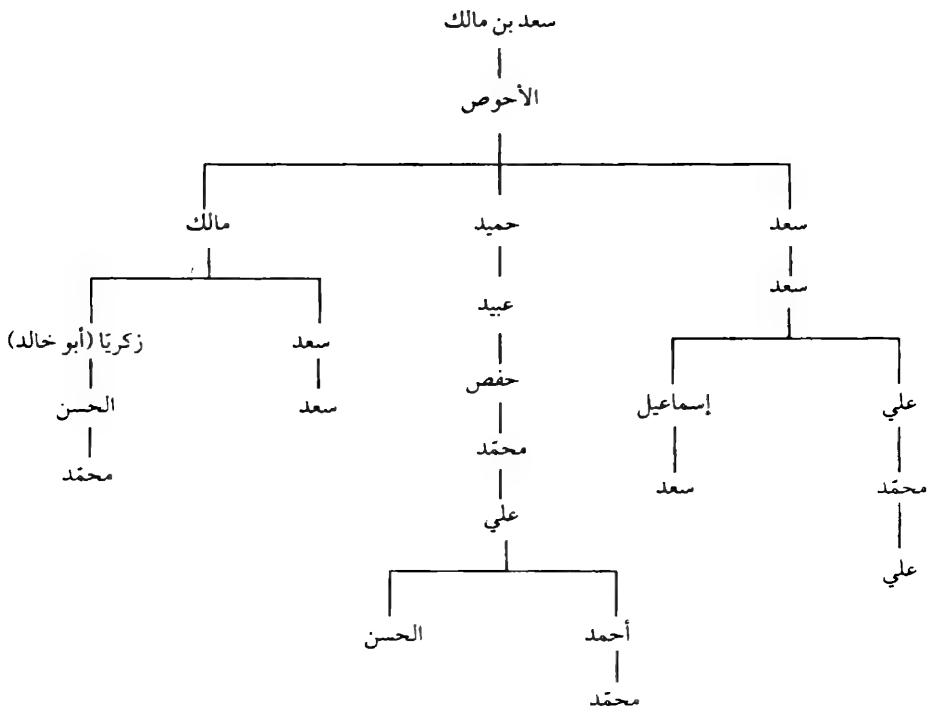 سعد بن مالك
الأحوص
سعد
حميد
مالك
سعد
عبيد
سعد
زكريّا (أبو خالد)
حفص
علي
إسماعيل
سعد
الحسن
محمّد
محمّد
سعد
محمّد
علي
علي
أحمد
الحسن
محمّد